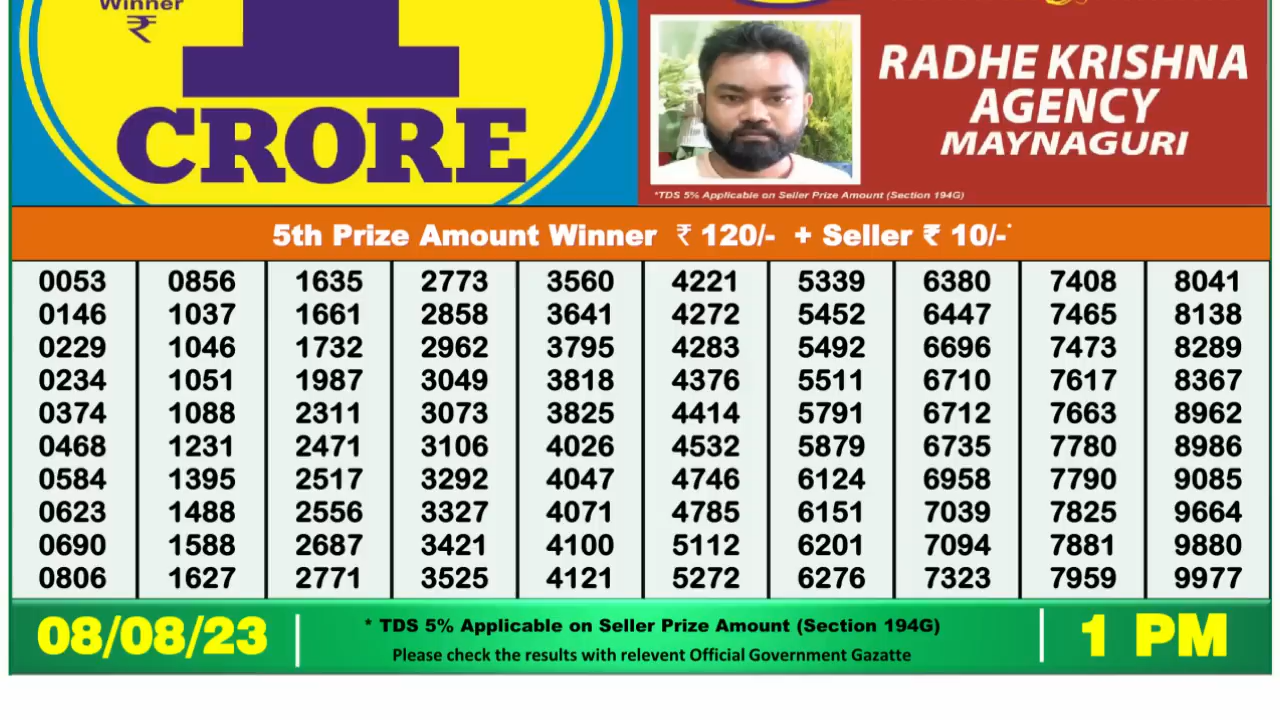 Winner
₹
1
CRORE
RADHE KRISHNA
AGENCY
MAYNAGURI
*TDS 5% Applicable on Seller Prize Amount (Section 194G)
5th Prize Amount Winner ₹ 120/- + Seller ₹ 10/-*
0053 0856 1635 2773 3560 4221 5339 6380 7408 8041
0146 1037 1661 2858 3641 4272 5452 6447 7465 8138
0229 1046 1732 2962 3795 4283 5492 6696 7473 8289
0234 1051 1987 3049 3818 4376 5511 6710 7617 8367
0374 1088 2311 3073 3825 4414 5791 6712 7663 8962
0468 1231 2471 3106 4026 4532 5879 6735 7780 8986
0584 1395 2517 3292 4047 4746 6124 6958 7790 9085
0623 1488 2556 3327 4071 4785 6151 7039 7825 9664
0690 1588 2687 3421 4100 5112 6201 7094 7881 9880
0806 1627 2771 3525 4121 5272 6276 7323 7959 9977
08/08/23
* TDS 5% Applicable on Seller Prize Amount (Section 194G)
Please check the results with relevent Official Government Gazatte
1 PM